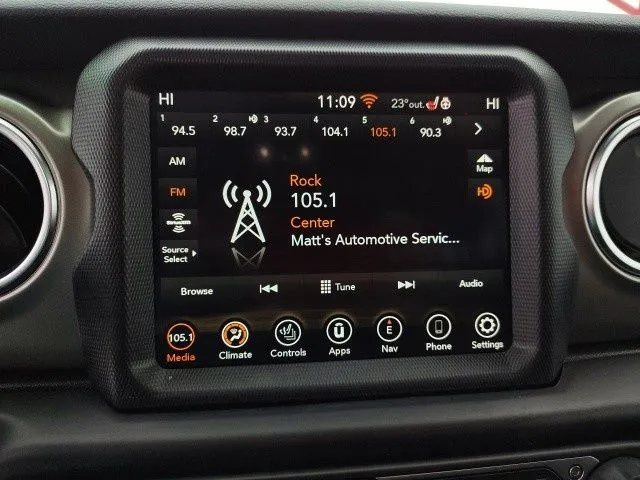 HI 11:09 23°out. HI
1 2 3 4 5 6
94.5 98.7 93.7 104.1 105.1 90.3
AM
FM
SiriusXM
Source
Select
Rock
105.1
Center
Matt's Automotive Servic...
Map
HD
Browse Tune Audio
105.1 E
Media Climate Controls Apps Nav Phone Settings